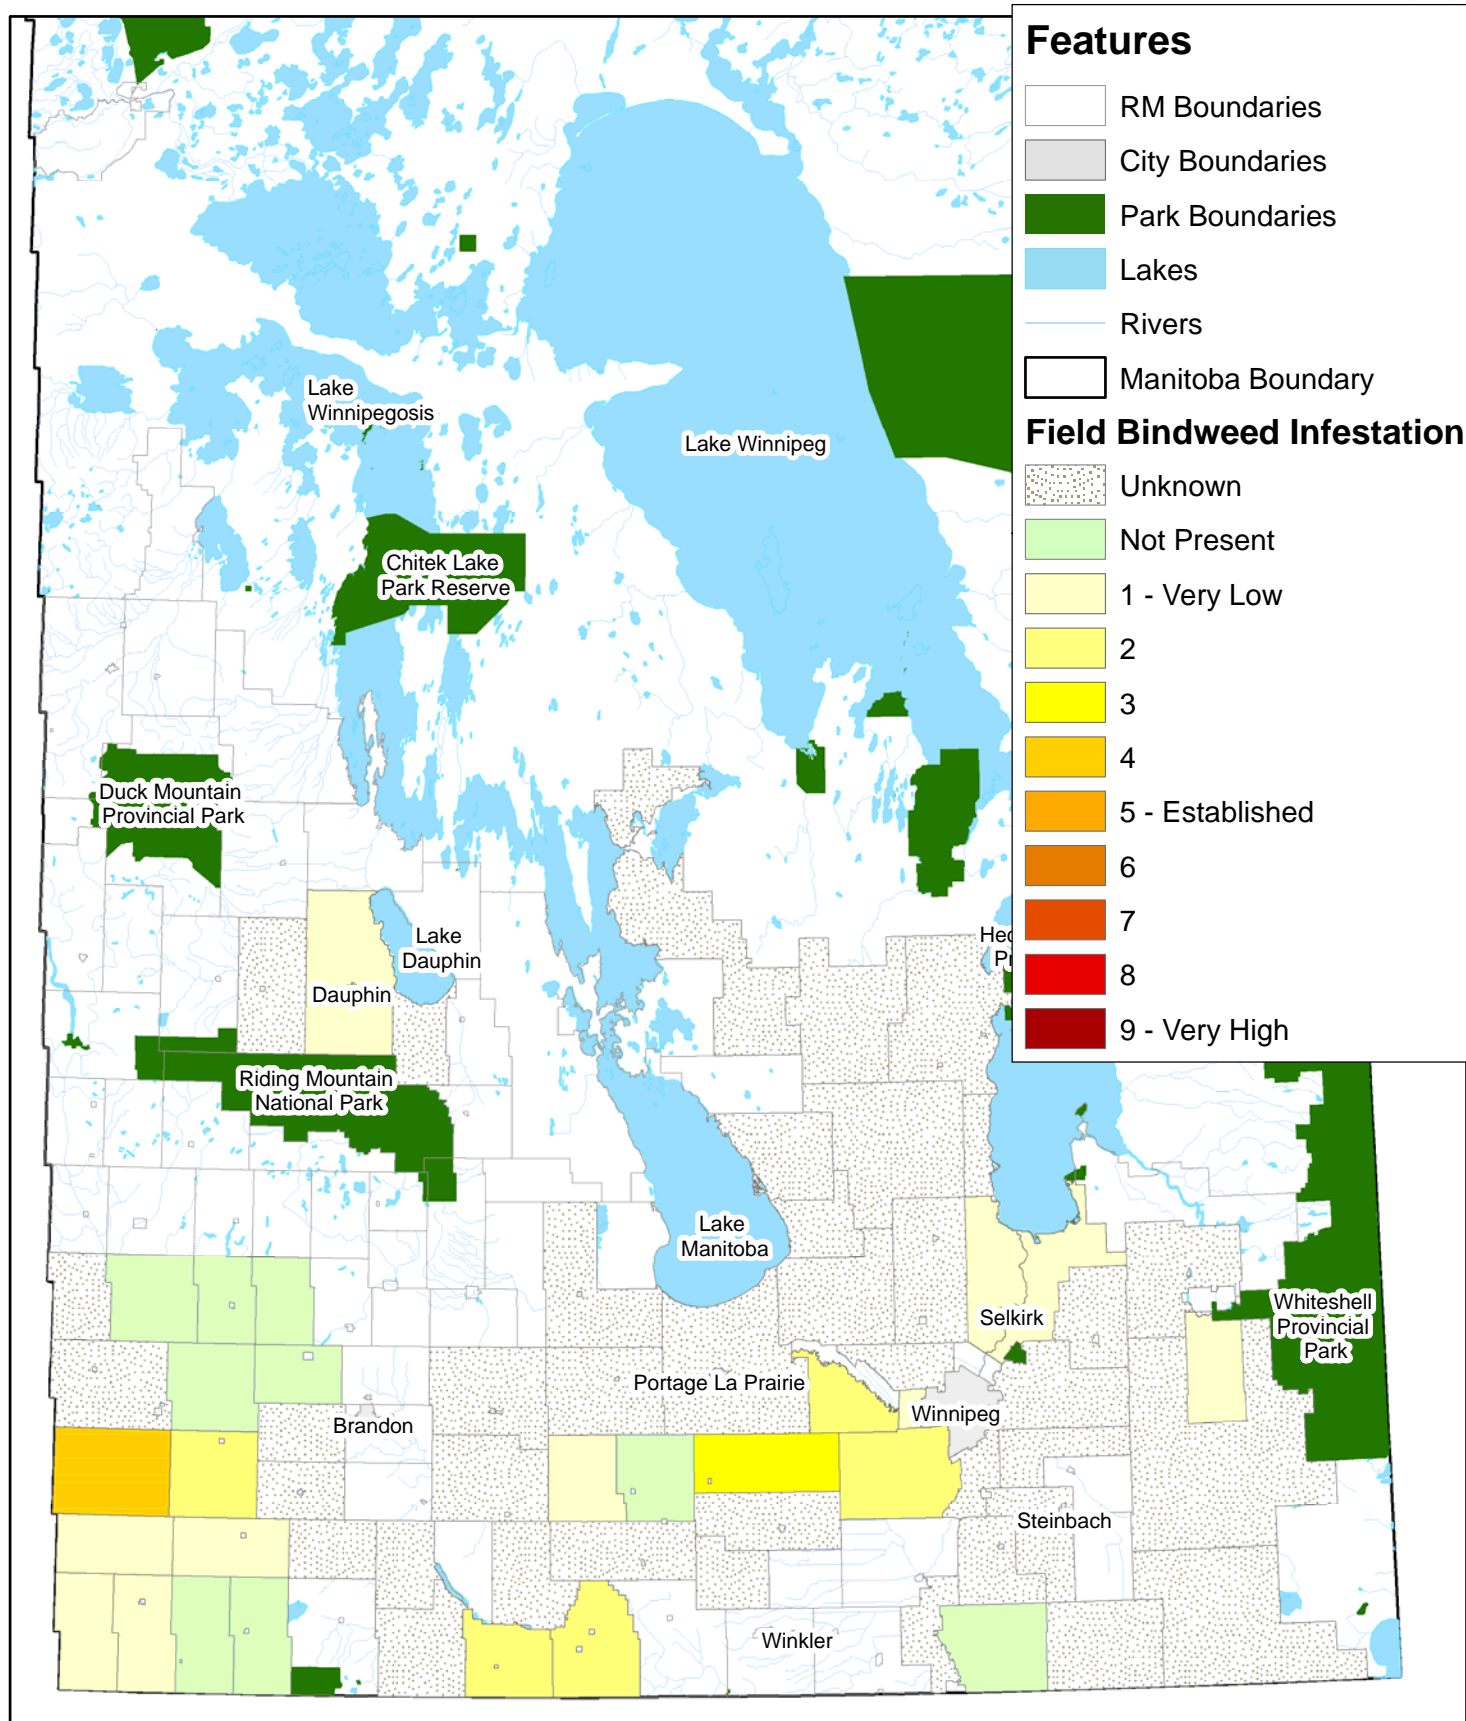 Features
RM Boundaries
City Boundaries
Park Boundaries
Lakes
Rivers
Manitoba Boundary
Field Bindweed Infestation
Unknown
Not Present
1 - Very Low
2
3
4
5 - Established
6
7
8
9 - Very High
Lake
Winnipegosis
Lake Winnipeg
Chitek Lake
Park Reserve
Duck Mountain
Provincial Park
Lake
Dauphin
Dauphin
Riding Mountain
National Park
Lake
Manitoba
Selkirk
Whiteshell
Provincial
Park
Portage La Prairie
Winnipeg
Brandon
Steinbach
Winkler